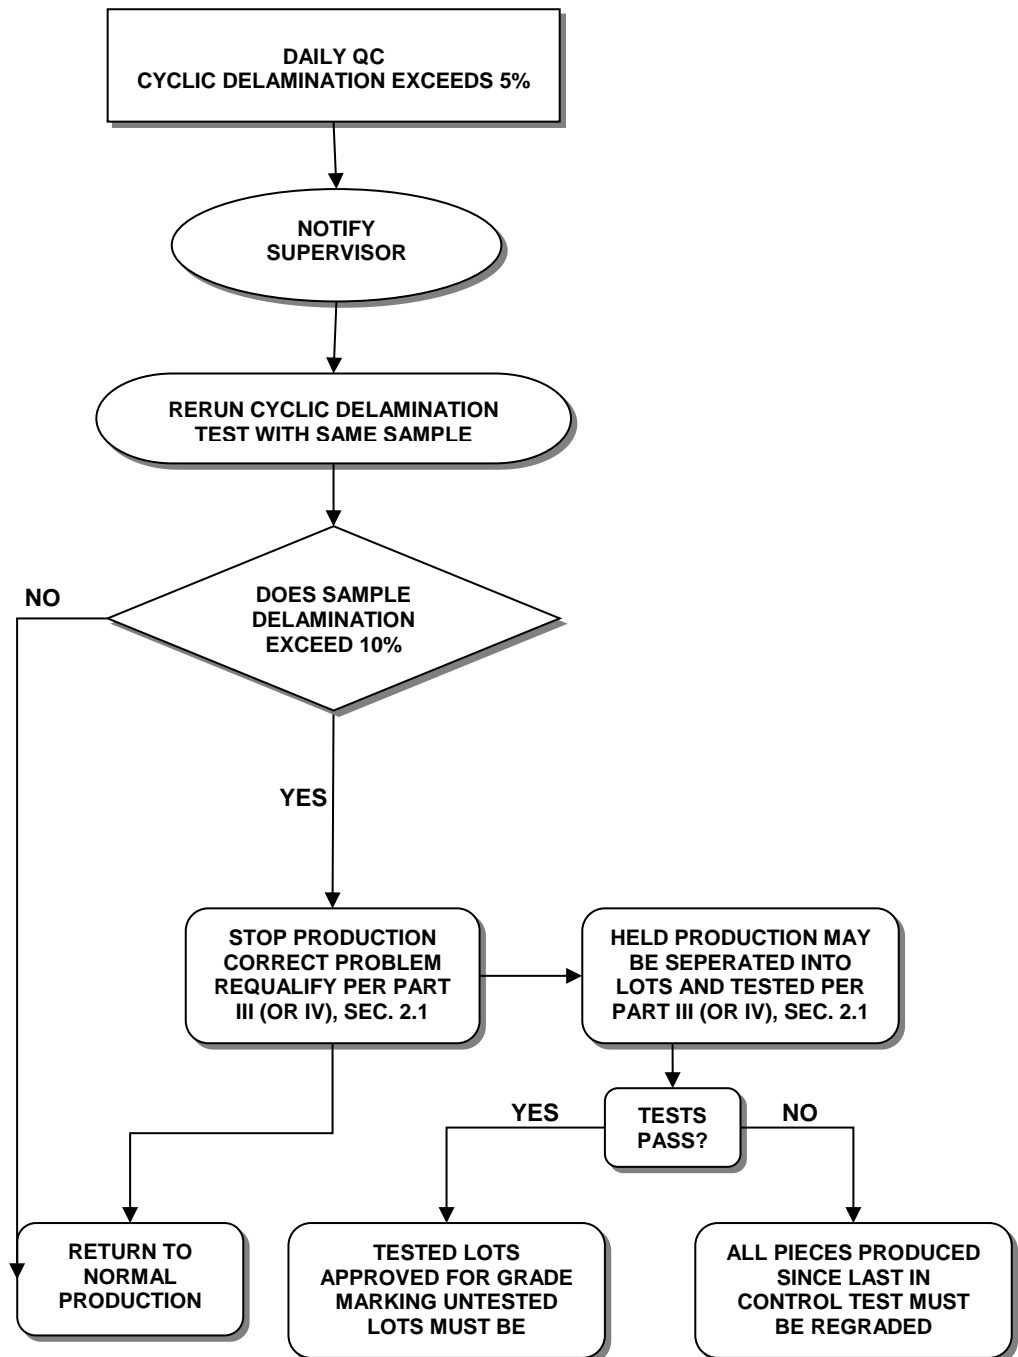 DAILY QC
CYCLIC DELAMINATION EXCEEDS 5%
NOTIFY
SUPERVISOR
RERUN CYCLIC DELAMINATION
TEST WITH SAME SAMPLE
DOES SAMPLE
DELAMINATION
EXCEED 10%
NO
YES
STOP PRODUCTION
CORRECT PROBLEM
REQUALIFY PER PART
III (OR IV), SEC. 2.1
HELD PRODUCTION MAY
BE SEPERATED INTO
LOTS AND TESTED PER
PART III (OR IV), SEC. 2.1
TESTS
PASS?
YES
NO
RETURN TO
NORMAL
PRODUCTION
TESTED LOTS
APPROVED FOR GRADE
MARKING UNTESTED
LOTS MUST BE
ALL PIECES PRODUCED
SINCE LAST IN
CONTROL TEST MUST
BE REGRADED